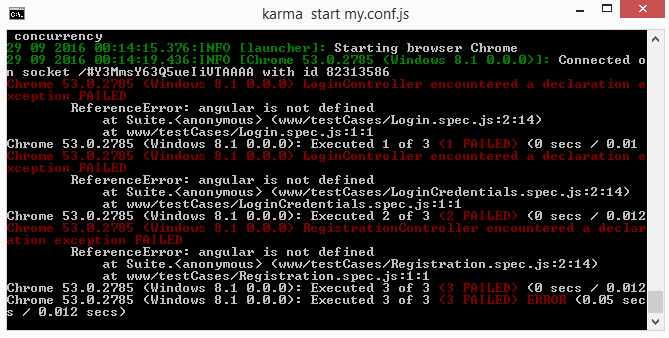 karma start my.conf.js
concurrency
29 09 2016 00:14:15.376:INFO [launcher]: Starting browser Chrome
29 09 2016 00:14:19.436:INFO [Chrome 53.0.2785 (Windows 8.1 0.0.0)]: Connected o
n socket /#Y3MmsY63Q5ueIiVTAAAA with id 82313586
Chrome 53.0.2785 (Windows 8.1 0.0.0) LoginController encountered a declaration e
xception FAILED
ReferenceError: angular is not defined
at Suite.<anonymous> (www/testCases/Login.spec.js:2:14)
at www/testCases/Login.spec.js:1:1
Chrome 53.0.2785 (Windows 8.1 0.0.0): Executed 1 of 3 (1 FAILED) (0 secs / 0.01
Chrome 53.0.2785 (Windows 8.1 0.0.0) LoginController encountered a declaration e
xception FAILED
ReferenceError: angular is not defined
at Suite.<anonymous> (www/testCases/LoginCredentials.spec.js:2:14)
at www/testCases/LoginCredentials.spec.js:1:1
Chrome 53.0.2785 (Windows 8.1 0.0.0): Executed 2 of 3 (2 FAILED) (0 secs / 0.012
Chrome 53.0.2785 (Windows 8.1 0.0.0) RegistrationController encountered a declar
ation exception FAILED
ReferenceError: angular is not defined
at Suite.<anonymous> (www/testCases/Registration.spec.js:2:14)
at www/testCases/Registration.spec.js:1:1
Chrome 53.0.2785 (Windows 8.1 0.0.0): Executed 3 of 3 (3 FAILED) (0 secs / 0.012
Chrome 53.0.2785 (Windows 8.1 0.0.0): Executed 3 of 3 (3 FAILED) ERROR (0.05 sec
s / 0.012 secs)